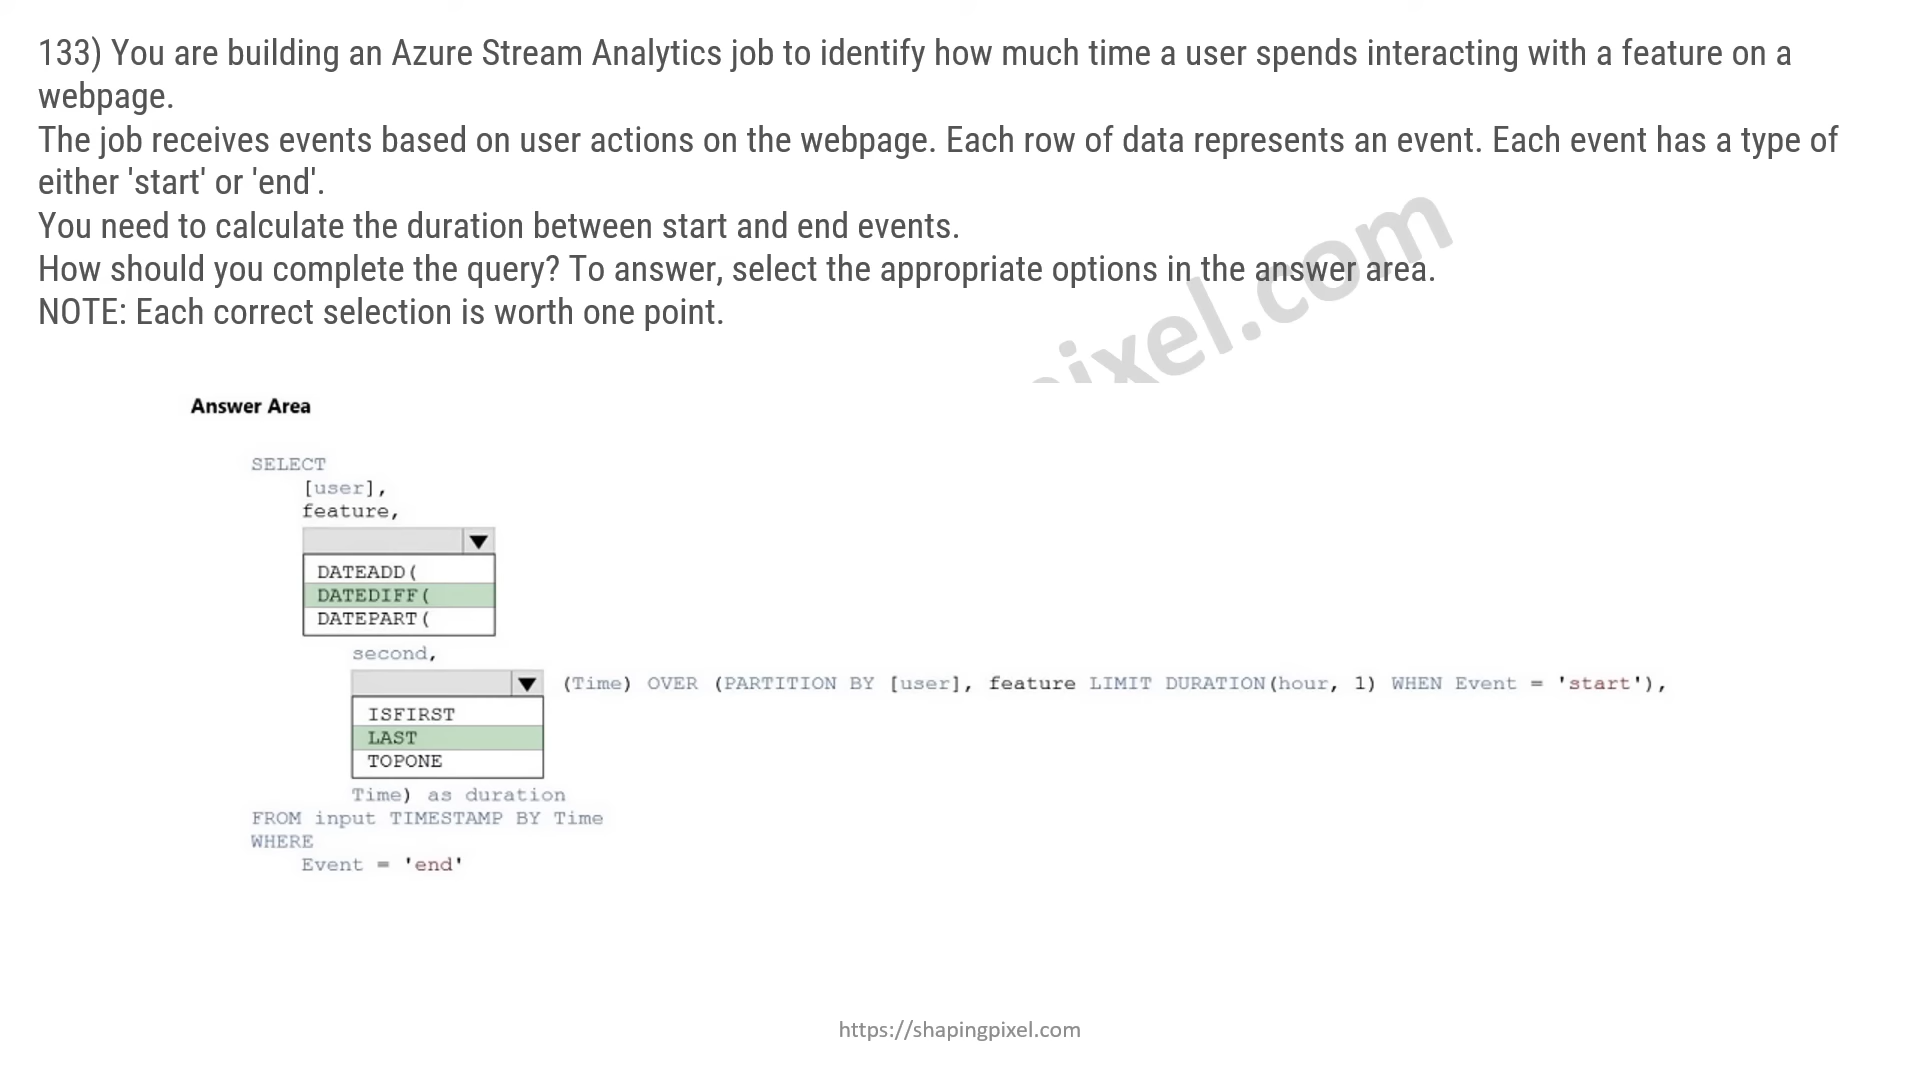 133) You are building an Azure Stream Analytics job to identify how much time a user spends interacting with a feature on a
webpage.
The job receives events based on user actions on the webpage. Each row of data represents an event. Each event has a type of
either 'start' or 'end'.
You need to calculate the duration between start and end events.
How should you complete the query? To answer, select the appropriate options in the answer area.
NOTE: Each correct selection is worth one point.
pixel.com
Answer Area
SELECT
[user],
feature,
DATEADD(
DATEDIFF(
DATEPART(
second,
(Time) OVER (PARTITION BY [user], feature LIMIT DURATION(hour, 1) WHEN Event = 'start'),
ISFIRST
LAST
TOPONE
Time) as duration
FROM input TIMESTAMP BY Time
WHERE
Event = 'end'
https://shapingpixel.com